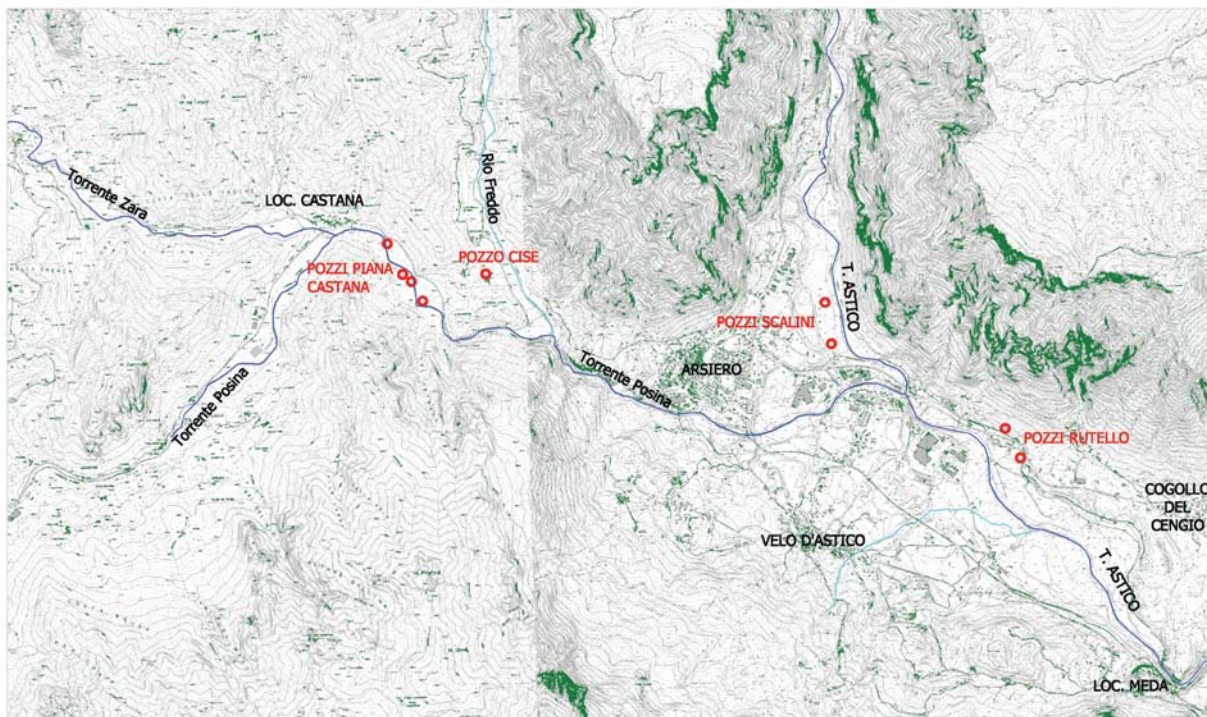 Torrente Zara
LOC. CASTANA
Rio Freddo
POZZI PIANA
CASTANA
POZZO CISE
T. ASTICO
POZZI SCALINI
Torrente Posina
Torrente Posina
ARSIERO
POZZI RUTELLO
COGOLLO
DEL
CENGIO
VELO D'ASTICO
T. ASTICO
LOC. MEDA